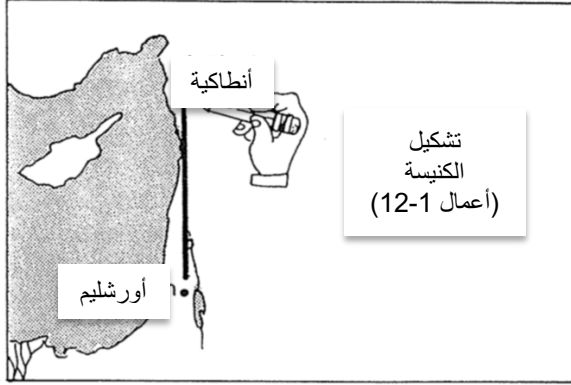 أنطاكية
تشكيل
الكنيسة
(أعمال 1-12)
أورشليم